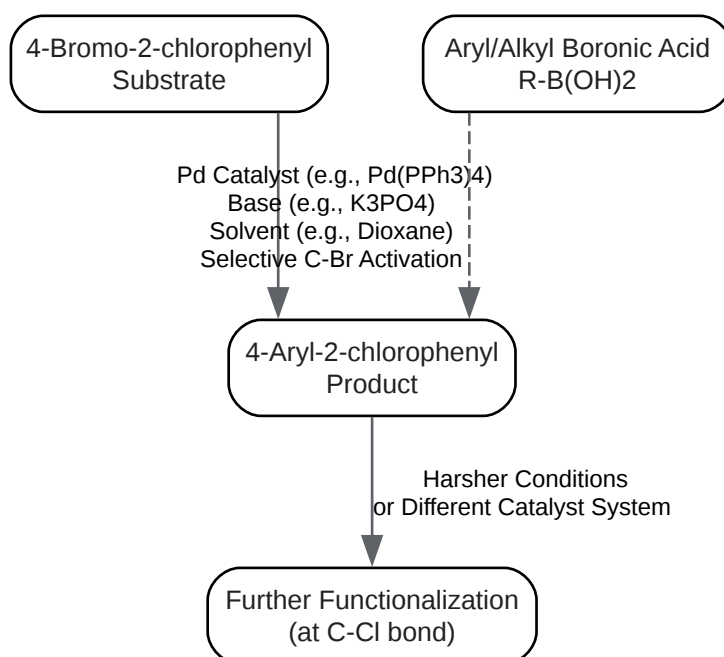 4-Bromo-2-chlorophenyl
Substrate
Aryl/Alkyl Boronic Acid
R-B(OH)2
Pd Catalyst (e.g., Pd(PPh3)4)
Base (e.g., K3PO4)
Solvent (e.g., Dioxane)
Selective C-Br Activation
4-Aryl-2-chlorophenyl
Product
Harsher Conditions
or Different Catalyst System
Further Functionalization
(at C-Cl bond)